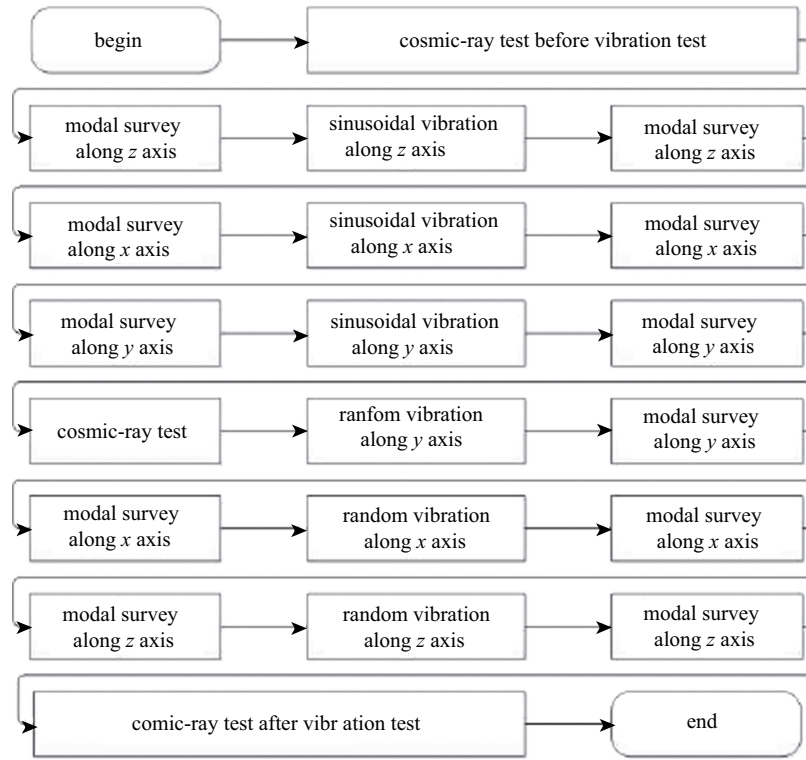 begin
cosmic-ray test before vibration test
modal survey
along z axis
sinusoidal vibration
along z axis
modal survey
along z axis
modal survey
along x axis
sinusoidal vibration
along x axis
modal survey
along x axis
modal survey
along y axis
sinusoidal vibration
along y axis
modal survey
along y axis
cosmic-ray test
ranfom vibration
along y axis
modal survey
along y axis
modal survey
along x axis
random vibration
along x axis
modal survey
along x axis
modal survey
along z axis
random vibration
along z axis
modal survey
along z axis
comic-ray test after vibr ation test
end